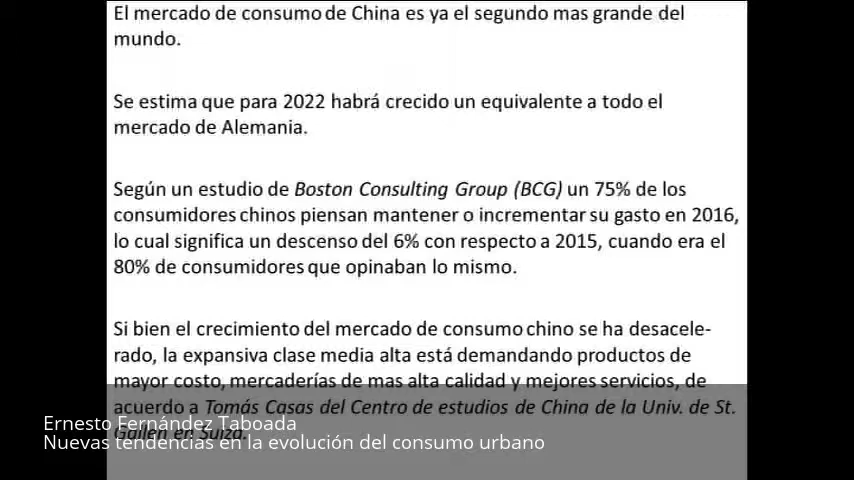 El mercado de consumo de China es ya el segundo mas grande del
mundo.
Se estima que para 2022 habrá crecido un equivalente a todo el
mercado de Alemania.
Según un estudio de Boston Consulting Group (BCG) un 75% de los
consumidores chinos piensan mantener o incrementar su gasto en 2016,
lo cual significa un descenso del 6% con respecto a 2015, cuando era el
80% de consumidores que opinaban lo mismo.
Si bien el crecimiento del mercado de consumo chino se ha desacele-
rado, la expansiva clase media alta está demandando productos de
mayor costo, mercaderías de mas alta calidad y mejores servicios, de
acuerdo a Tomás Casas del Centro de estudios de China de la Univ. de St.
Gallen en Suiza.
Ernesto Fernández Taboada
Nuevas tendencias en la evolución del consumo urbano